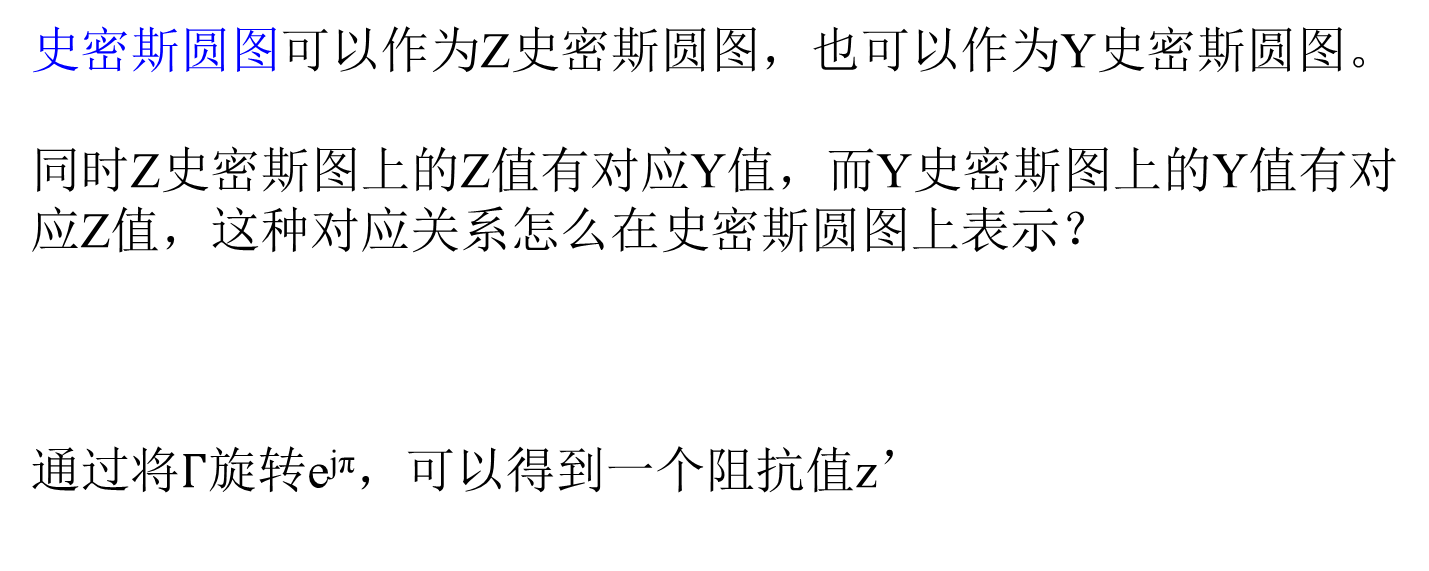 史密斯圆图可以作为Z史密斯圆图，也可以作为Y史密斯圆图。
同时Z史密斯图上的Z值有对应Y值，而Y史密斯图上的Y值有对
应Z值，这种对应关系怎么在史密斯圆图上表示？
通过将Γ旋转eʲπ，可以得到一个阻抗值z’